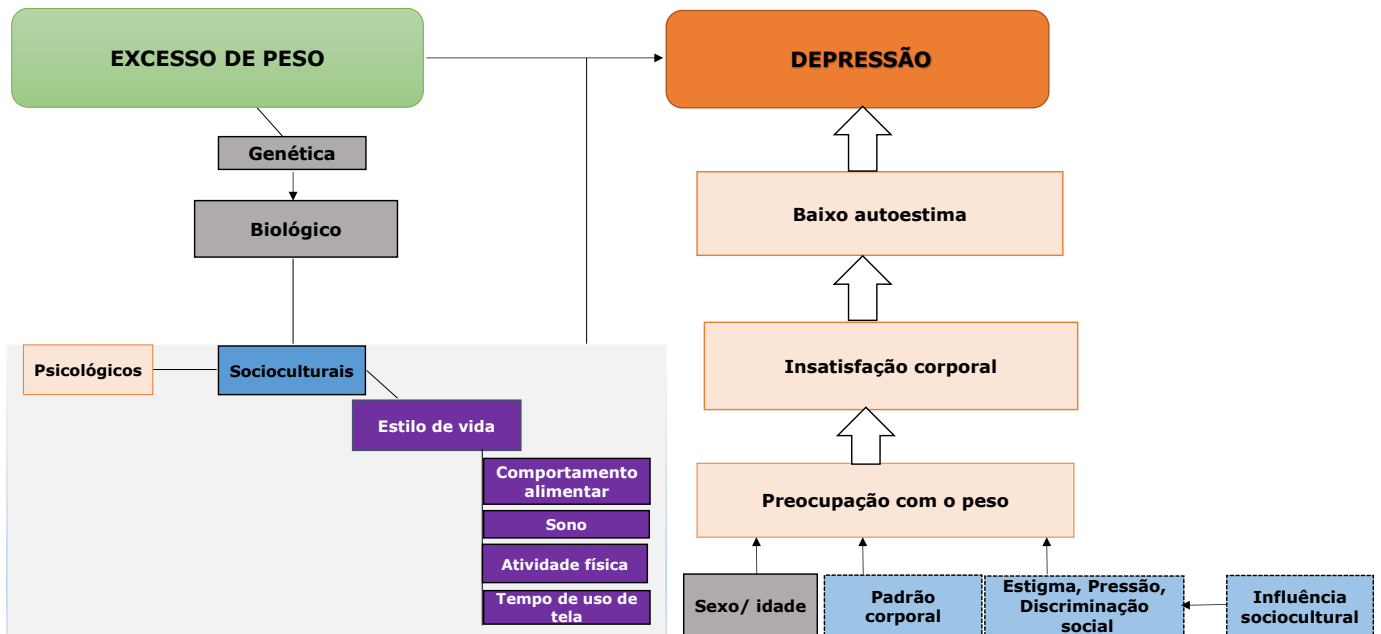 EXCESSO DE PESO
DEPRESSÃO
Genética
Biológico
Psicológicos
Socioculturais
Estilo de vida
Comportamento
alimentar
Sono
Atividade física
Tempo de uso de
tela
Baixo autoestima
Insatisfação corporal
Preocupação com o peso
Sexo/ idade
Padrão
corporal
Estigma, Pressão,
Discriminação
social
Influência
sociocultural